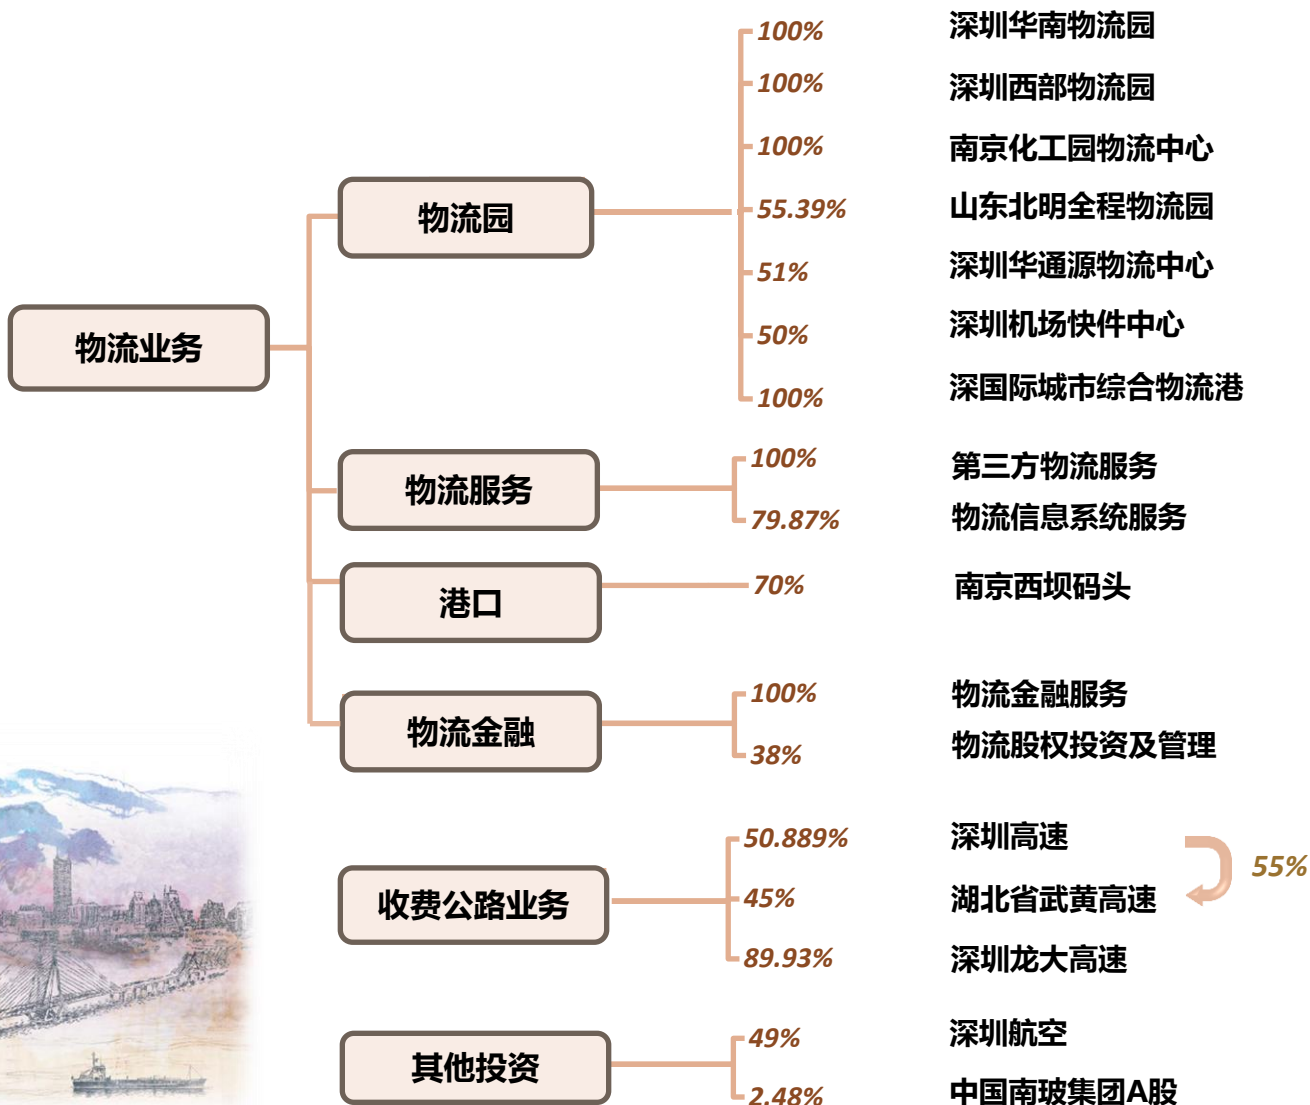 物流业务
物流园
100% 深圳华南物流园
100% 深圳西部物流园
100% 南京化工园物流中心
55.39% 山东北明全程物流园
51% 深圳华通源物流中心
50% 深圳机场快件中心
100% 深国际城市综合物流港
物流服务
100% 第三方物流服务
79.87% 物流信息系统服务
港口
70% 南京西坝码头
物流金融
100% 物流金融服务
38% 物流股权投资及管理
收费公路业务
50.889% 深圳高速
55%
45% 湖北省武黄高速
89.93% 深圳龙大高速
其他投资
49% 深圳航空
2.48% 中国南玻集团A股